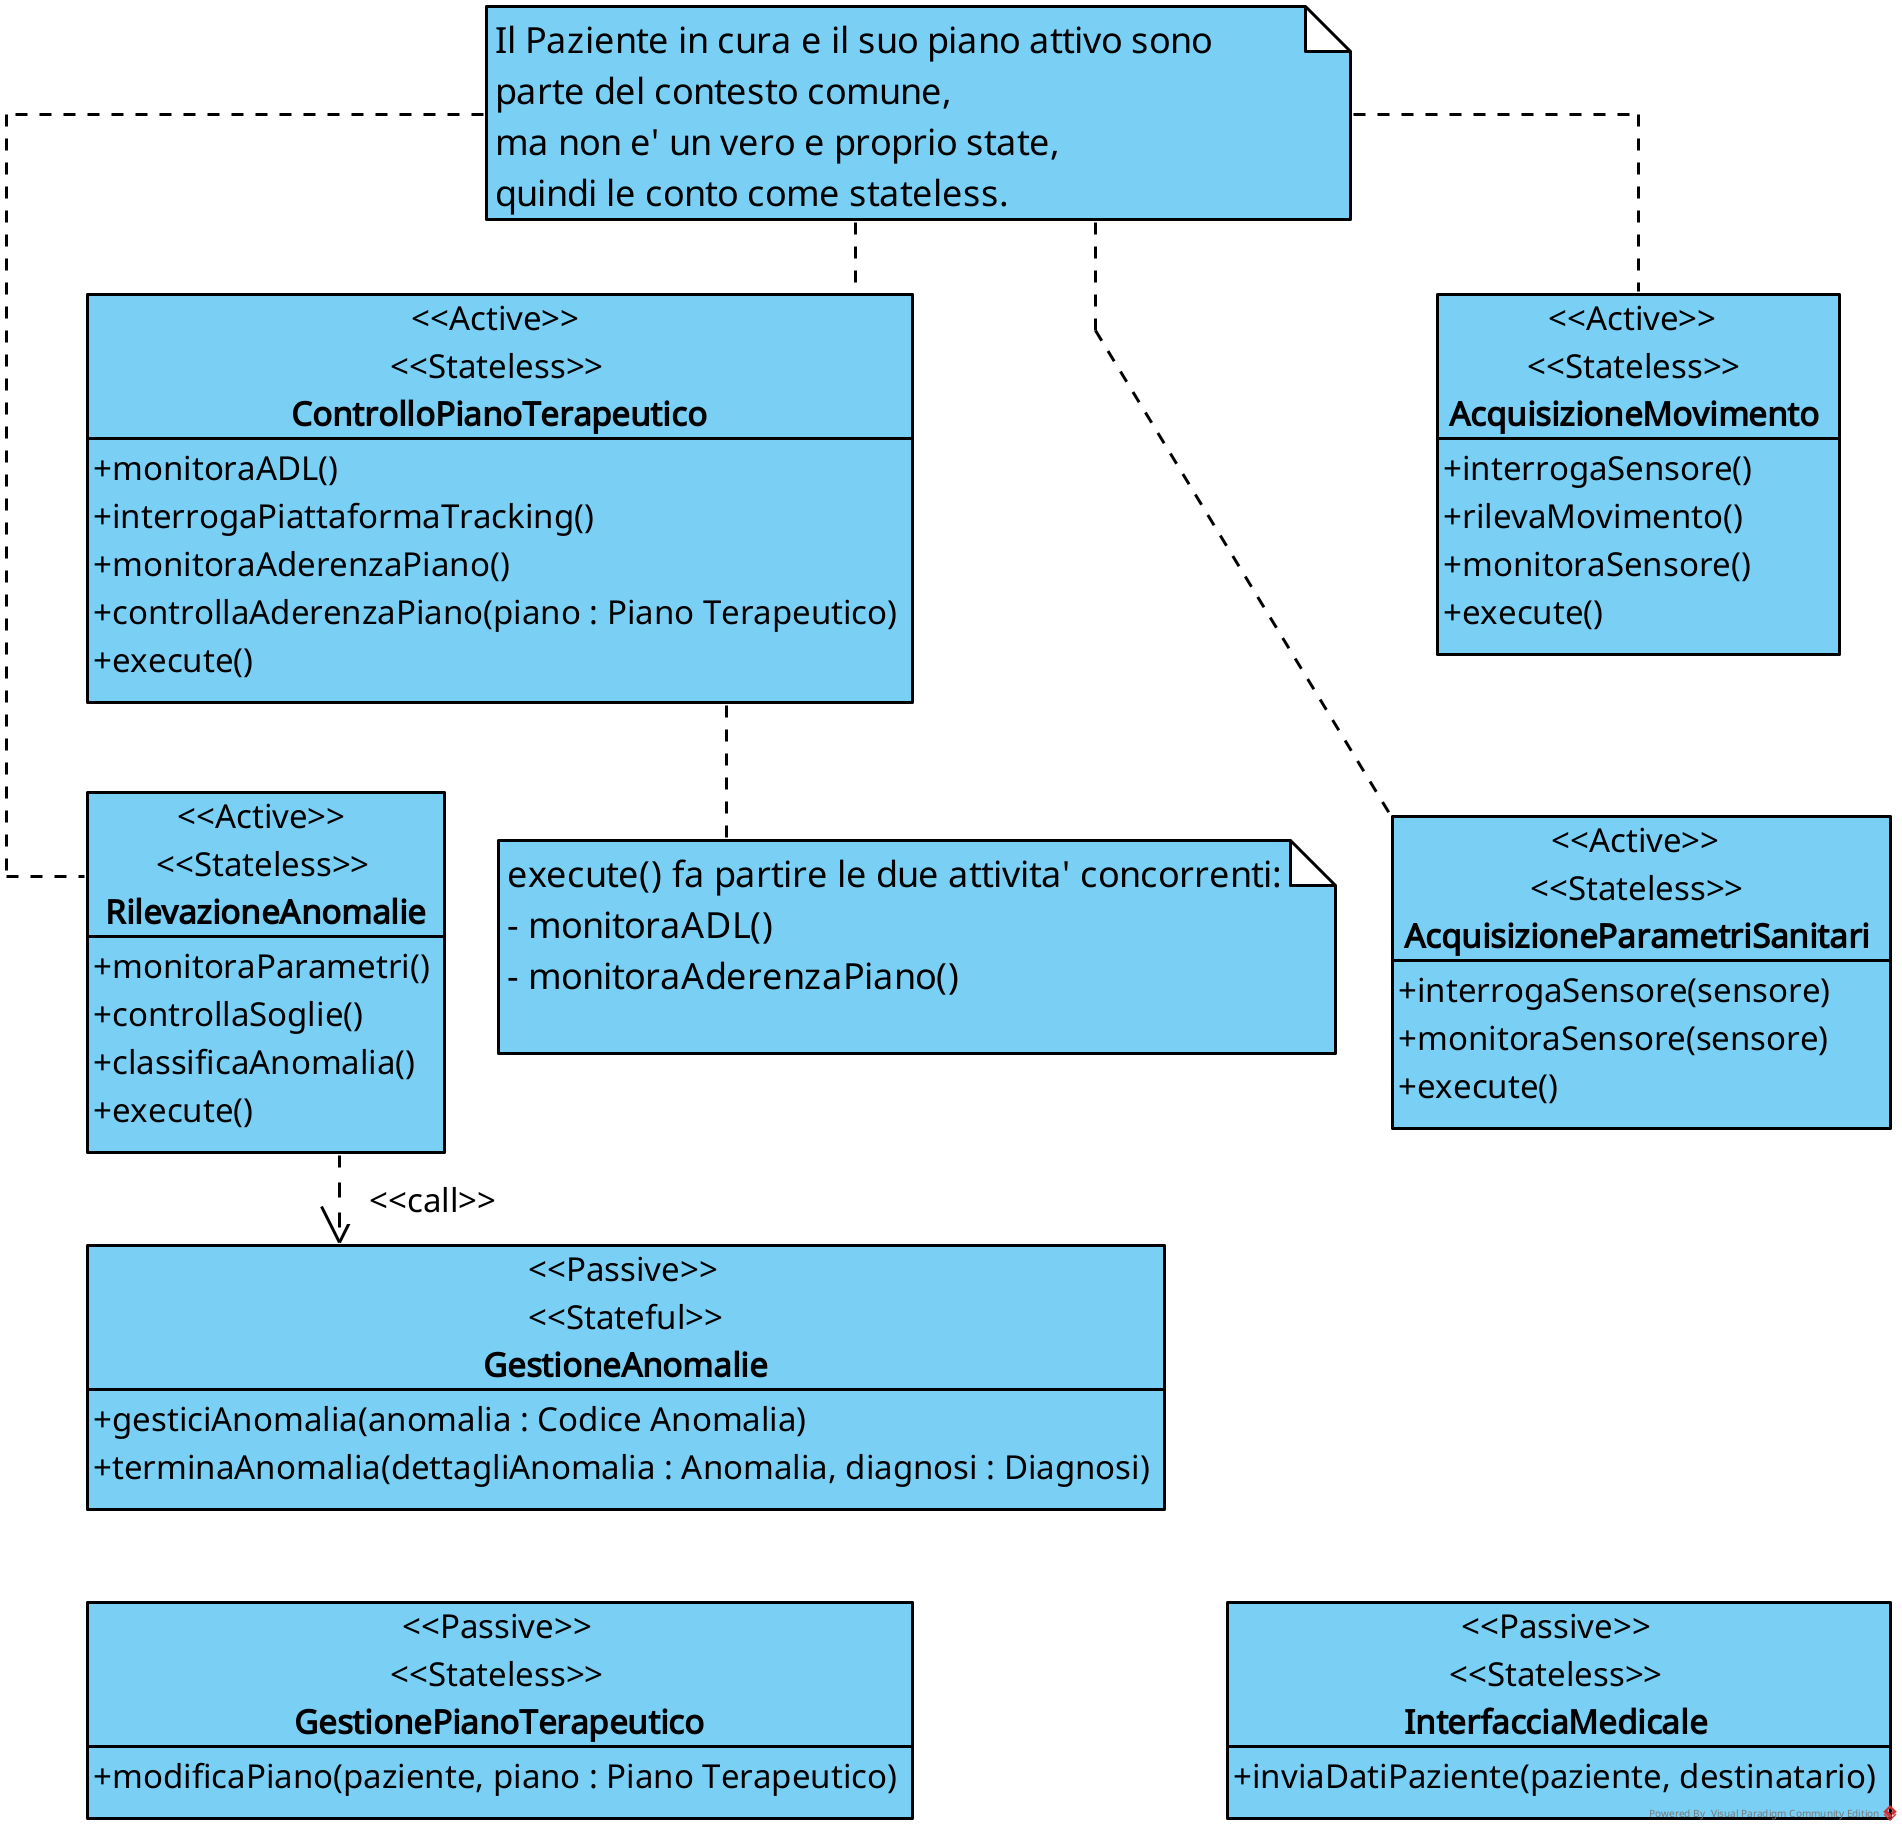 Il Paziente in cura e il suo piano attivo sono
parte del contesto comune,
ma non e' un vero e proprio state,
quindi le conto come stateless.
<<Active>>
<<Stateless>>
ControlloPianoTerapeutico
+monitoraADL()
+interrogaPiattaformaTracking()
+monitoraAderenzaPiano()
+controllaAderenzaPiano(piano : Piano Terapeutico)
+execute()
<<Active>>
<<Stateless>>
AcquisizioneMovimento
+interrogaSensore()
+rilevaMovimento()
+monitoraSensore()
+execute()
<<Active>>
<<Stateless>>
RilevazioneAnomalie
+monitoraParametri()
+controllaSoglie()
+classificaAnomalia()
+execute()
execute() fa partire le due attivita' concorrenti:
- monitoraADL()
- monitoraAderenzaPiano()
<<Active>>
<<Stateless>>
AcquisizioneParametriSanitari
+interrogaSensore(sensore)
+monitoraSensore(sensore)
+execute()
<<call>>
<<Passive>>
<<Stateful>>
GestioneAnomalie
+gesticiAnomalia(anomalia : Codice Anomalia)
+terminaAnomalia(dettagliAnomalia : Anomalia, diagnosi : Diagnosi)
<<Passive>>
<<Stateless>>
GestionePianoTerapeutico
+modificaPiano(paziente, piano : Piano Terapeutico)
<<Passive>>
<<Stateless>>
InterfacciaMedicale
+inviaDatiPaziente(paziente, destinatario)
Powered By Visual Paradigm Community Edition